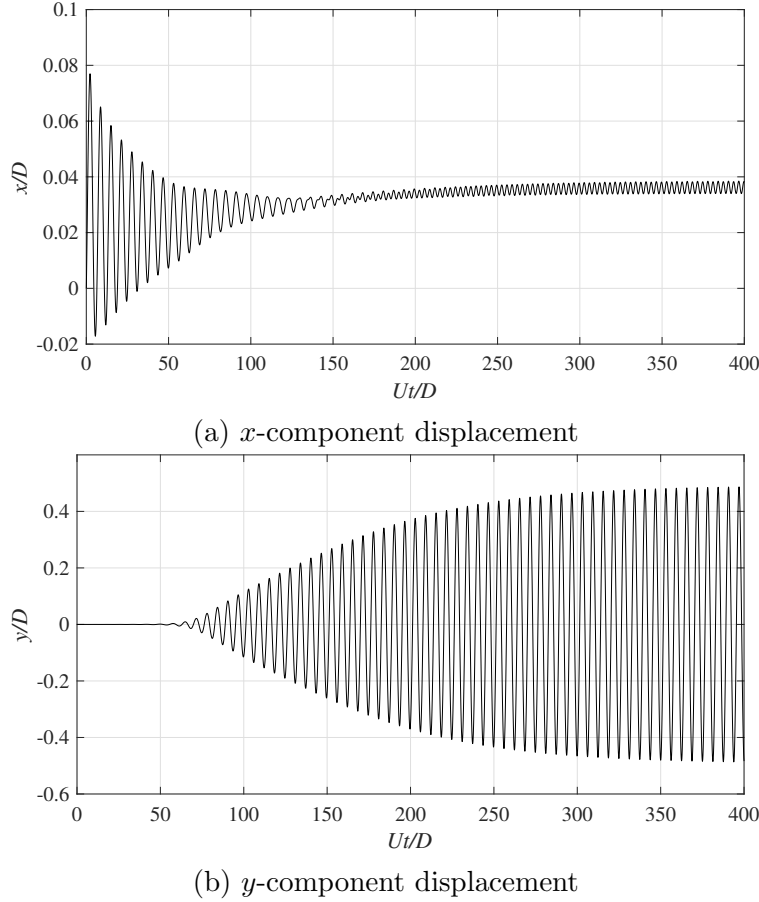 0.1
0.08
0.06
0.04
0.02
0
-0.02
x/D
0 50 100 150 200 250 300 350 400
Ut/D
(a) x-component displacement
0.4
0.2
0
-0.2
-0.4
-0.6
y/D
0 50 100 150 200 250 300 350 400
Ut/D
(b) y-component displacement